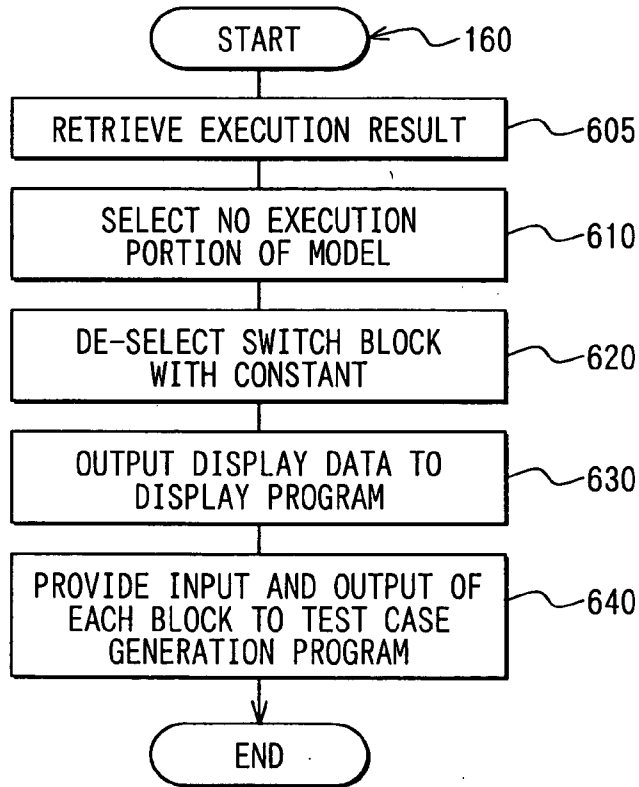 START
160
RETRIEVE EXECUTION RESULT
605
SELECT NO EXECUTION
PORTION OF MODEL
610
DE-SELECT SWITCH BLOCK
WITH CONSTANT
620
OUTPUT DISPLAY DATA TO
DISPLAY PROGRAM
630
PROVIDE INPUT AND OUTPUT OF
EACH BLOCK TO TEST CASE
GENERATION PROGRAM
640
END